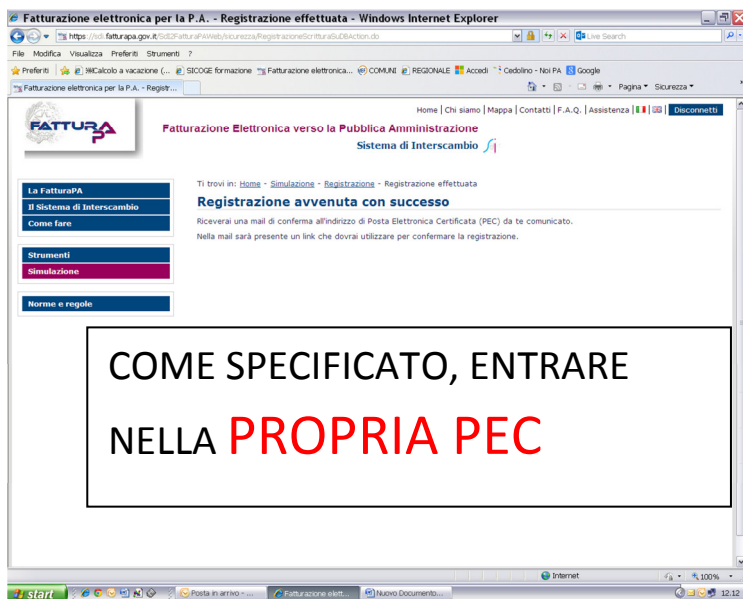 Fatturazione elettronica per la P.A. - Registrazione effettuata - Windows Internet Explorer
https://sdi.fatturapa.gov.it/SdI2FatturaPAWeb/sicurezza/RegistrazioneScritturaSuDBAction.do
Live Search
File Modifica Visualizza Preferiti Strumenti ?
Preferiti
Calcolo a vacazione (... SICOGE formazione Fatturazione elettronica... COMUNI REGIONALE Accedi Cedolino - Noi PA Google
Fatturazione elettronica per la P.A. - Registr...
Pagina Sicurezza
Home | Chi siamo | Mappa | Contatti | F.A.Q. | Assistenza | Disconnetti
FATTURA
P
Fatturazione Elettronica verso la Pubblica Amministrazione
Sistema di Interscambio
Ti trovi in: Home - Simulazione - Registrazione - Registrazione effettuata
La FatturaPA
Il Sistema di Interscambio
Come fare
Strumenti
Simulazione
Norme e regole
Registrazione avvenuta con successo
Riceverai una mail di conferma all'indirizzo di Posta Elettronica Certificata (PEC) da te comunicato.
Nella mail sarà presente un link che dovrai utilizzare per confermare la registrazione.
COME SPECIFICATO, ENTRARE
NELLA PROPRIA PEC
Internet
100%
start
Posta in arrivo - ...
Fatturazione elett...
Nuovo Documento...
12.12